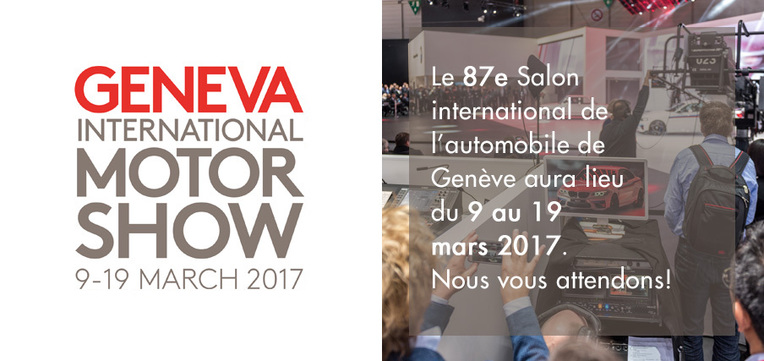 GENEVA
INTERNATIONAL
MOTOR
SHOW
9-19 MARCH 2017
Le 87e Salon
international de
l'automobile de
Genève aura lieu
du 9 au 19
mars 2017.
Nous vous attendons!
023